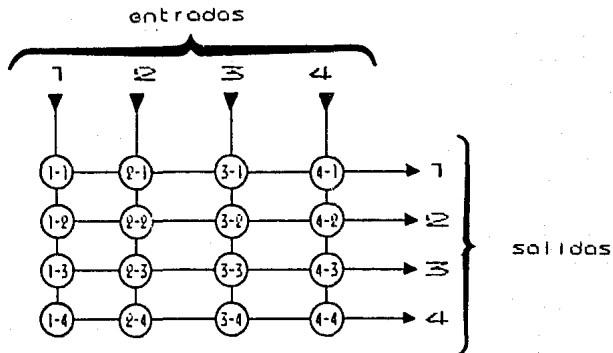 entradas
1 2 3 4
1-1 2-1 3-1 4-1 1
1-2 2-2 3-2 4-2 2
salidas
1-3 2-3 3-3 4-3 3
1-4 2-4 3-4 4-4 4